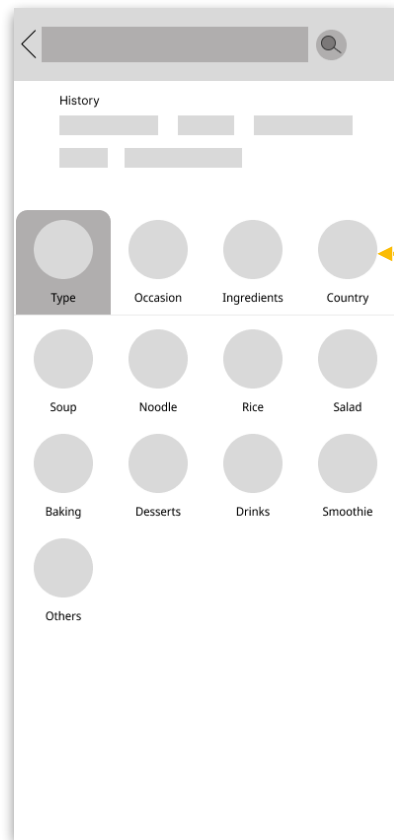 History
Type Occasion Ingredients Country
Soup Noodle Rice Salad
Baking Desserts Drinks Smoothie
Others